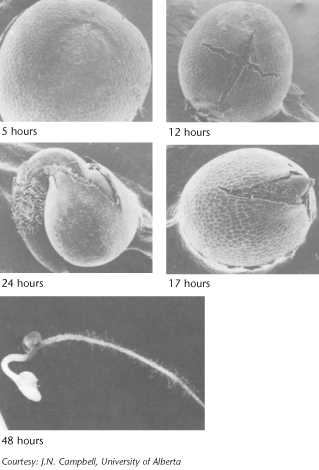 5 hours
12 hours
24 hours
17 hours
48 hours
Courtesy: J.N. Campbell, University of Alberta